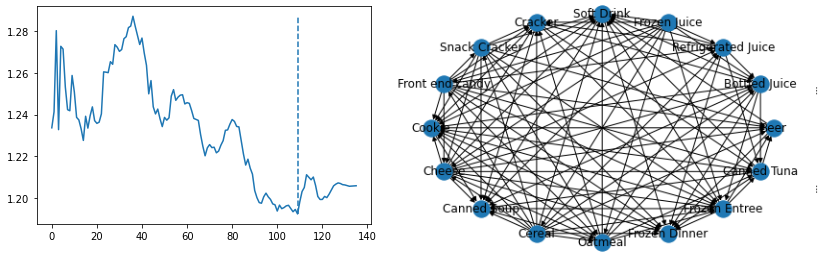 1.28
1.26
1.24
1.22
1.20
0
20
40
60
80
100
120
140
Soft Drink
Cracker
Frozen Juice
Snack Cracker
Refrigerated Juice
Front end candy
Bottled Juice
Cookie
Beer
Cheese
Canned Tuna
Canned Soup
Frozen Entree
Cereal
Frozen Dinner
Oatmeal